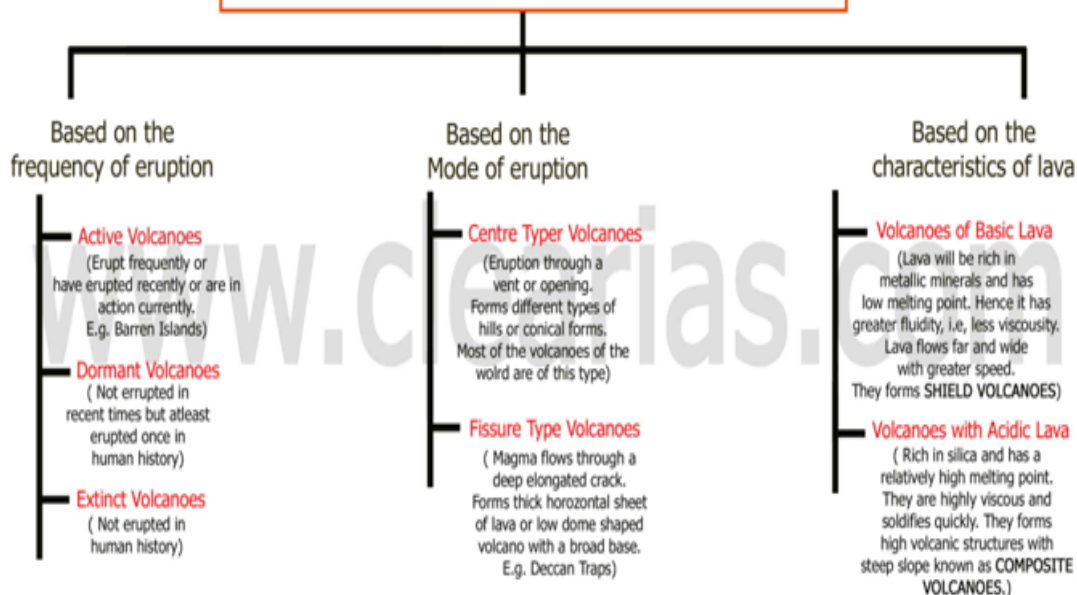 Based on the
frequency of eruption
Active Volcanoes
(Erupt frequently or
have erupted recently or are in
action currently.
E.g. Barren Islands)
Dormant Volcanoes
( Not errupted in
recent times but atleast
erupted once in
human history)
Extinct Volcanoes
( Not erupted in
human history)
Based on the
Mode of eruption
Centre Typer Volcanoes
(Eruption through a
vent or opening.
Forms different types of
hills or conical forms.
Most of the volcanoes of the
wolrd are of this type)
Fissure Type Volcanoes
( Magma flows through a
deep elongated crack.
Forms thick horozontal sheet
of lava or low dome shaped
volcano with a broad base.
E.g. Deccan Traps)
Based on the
characteristics of lava
Volcanoes of Basic Lava
(Lava will be rich in
metallic minerals and has
low melting point. Hence it has
greater fluidity, i.e, less viscousity.
Lava flows far and wide
with greater speed.
They forms SHIELD VOLCANOES)
Volcanoes with Acidic Lava
( Rich in silica and has a
relatively high melting point.
They are highly viscous and
soldifies quickly. They forms
high volcanic structures with
steep slope known as COMPOSITE
VOLCANOES.)
www.clearias.com